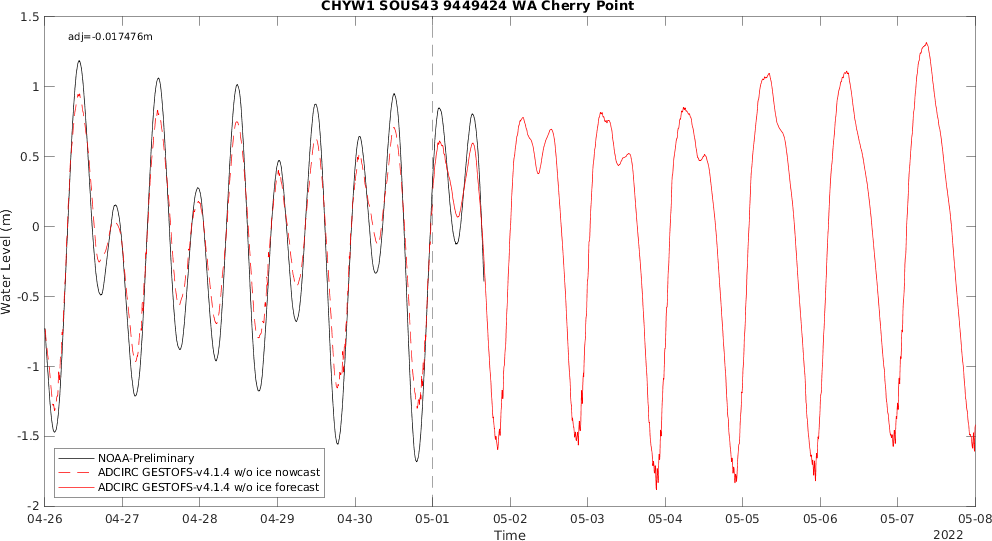 CHYW1 SOUS43 9449424 WA Cherry Point
adj=-0.017476m
1.5
1
0.5
0
-0.5
-1
-1.5
-2
Water Level (m)
NOAA-Preliminary
ADCIRC GESTOFS-v4.1.4 w/o ice nowcast
ADCIRC GESTOFS-v4.1.4 w/o ice forecast
04-26 04-27 04-28 04-29 04-30 05-01 05-02 05-03 05-04 05-05 05-06 05-07 05-08
Time
2022